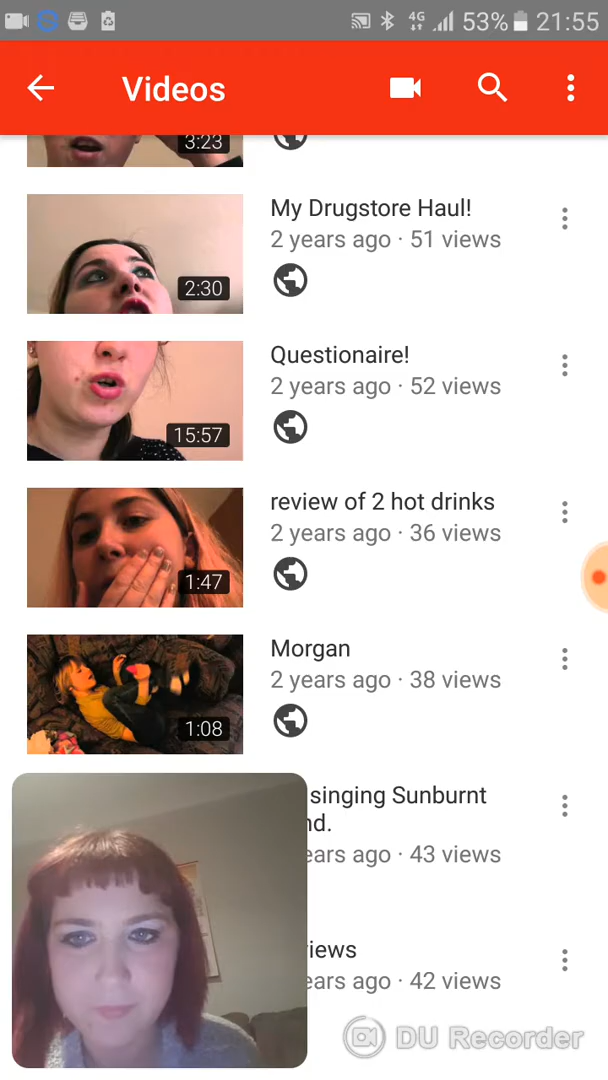 4G 53% 21:55
Videos
3:23
My Drugstore Haul!
2 years ago · 51 views
2:30
Questionaire!
2 years ago · 52 views
15:57
review of 2 hot drinks
2 years ago · 36 views
1:47
Morgan
2 years ago · 38 views
1:08
singing Sunburnt
nd.
ears ago · 43 views
views
ears ago · 42 views
DU Recorder